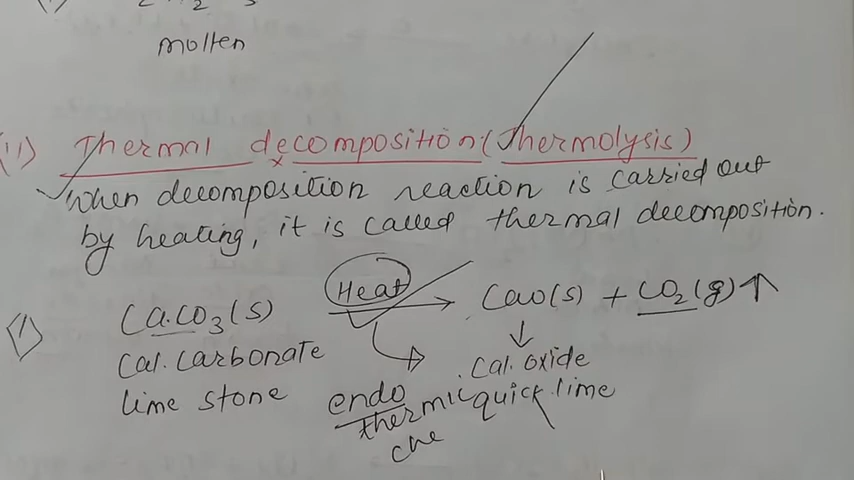 molten
(ii) Thermal decomposition (Thermolysis)
When decomposition reaction is carried out
by heating, it is called thermal decomposition.
(1) CaCO3(s) Heat → CaO(s) + CO2(g) ↑
Cal. carbonate
lime stone
↓
Cal. oxide
quick lime
endo
thermic
che